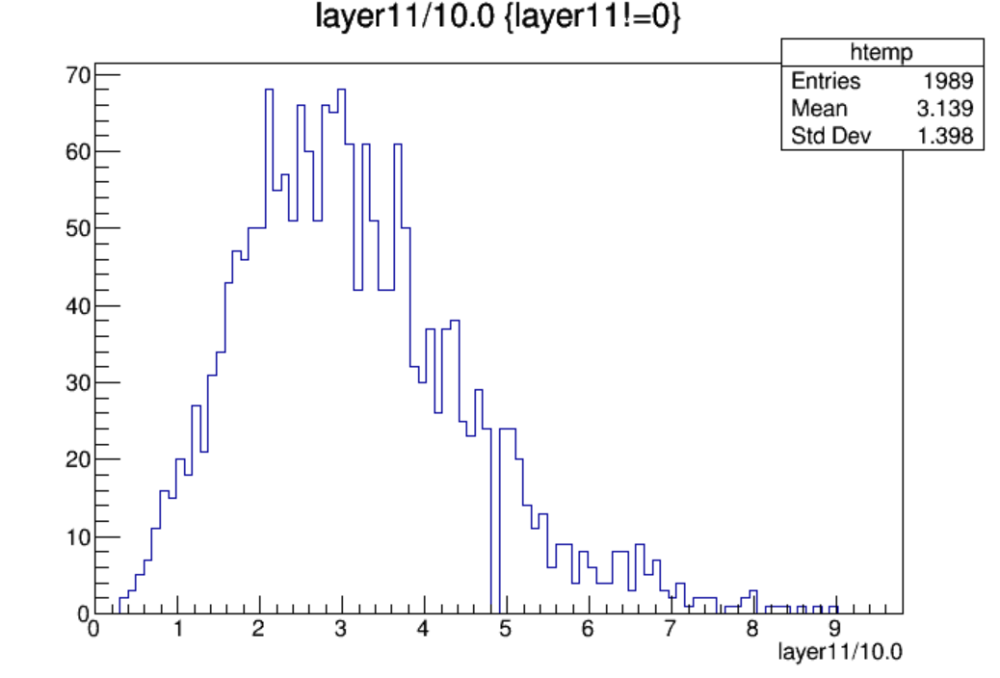 layer11/10.0 {layer11!=0}
htemp
Entries 1989
Mean 3.139
Std Dev 1.398
70
60
50
40
30
20
10
0
0 1 2 3 4 5 6 7 8 9
layer11/10.0